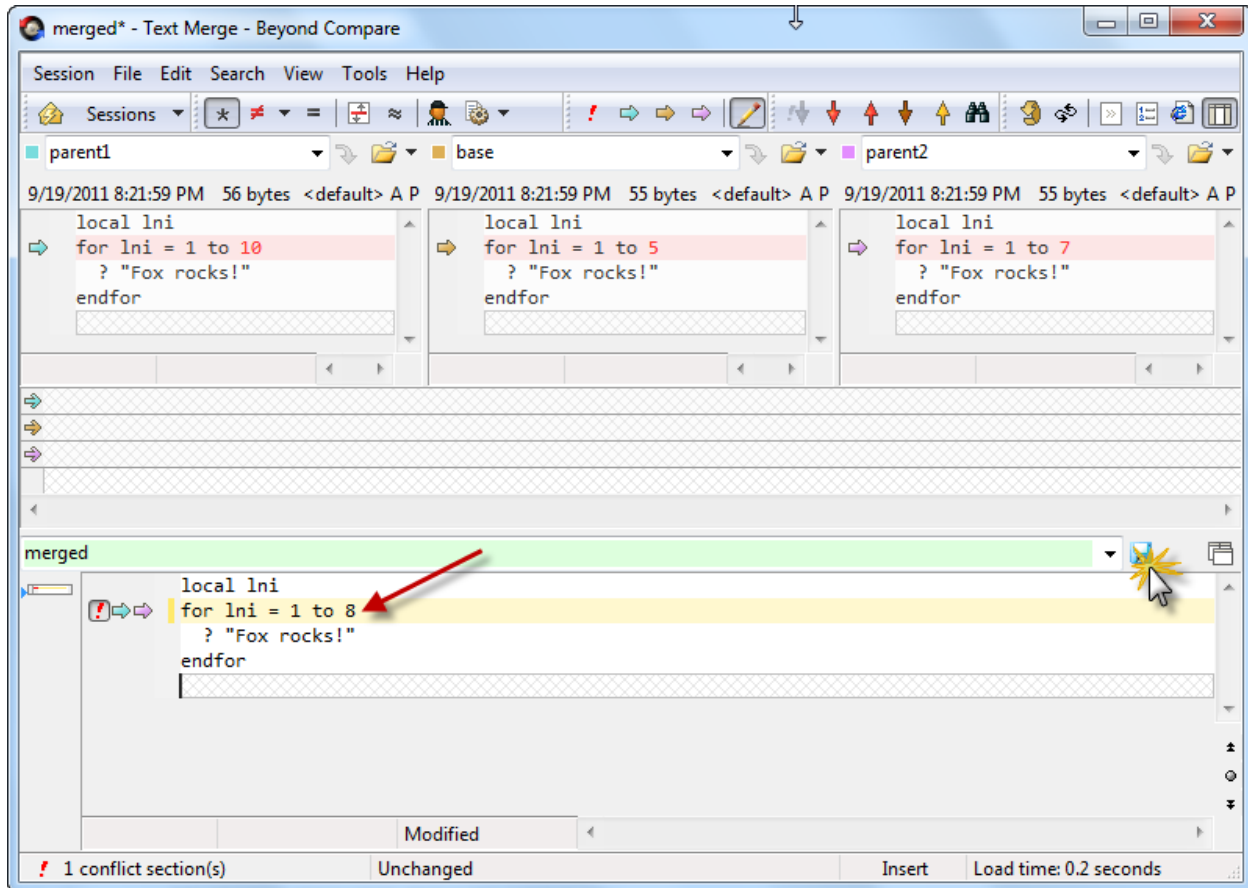 merged* - Text Merge - Beyond Compare
Session File Edit Search View Tools Help
Sessions
parent1 base parent2
9/19/2011 8:21:59 PM 56 bytes <default> A P 9/19/2011 8:21:59 PM 55 bytes <default> A P 9/19/2011 8:21:59 PM 55 bytes <default> A P
local lni local lni local lni
for lni = 1 to 10 for lni = 1 to 5 for lni = 1 to 7
? "Fox rocks!" ? "Fox rocks!" ? "Fox rocks!"
endfor endfor endfor
merged
local lni
for lni = 1 to 8
? "Fox rocks!"
endfor
Modified
! 1 conflict section(s) Unchanged Insert Load time: 0.2 seconds